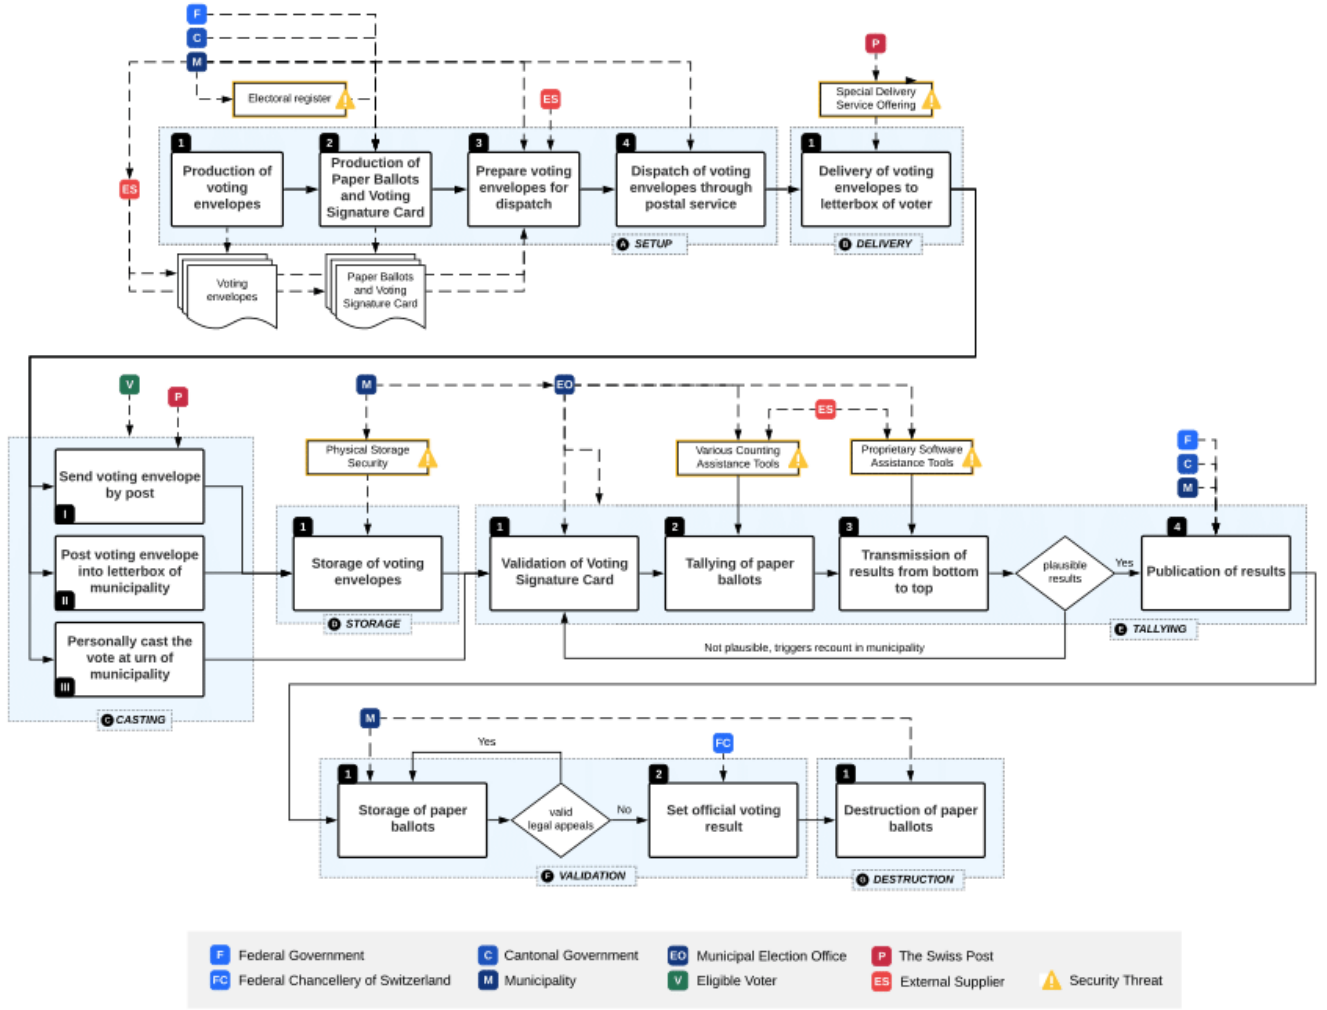 F
C
M
P
Electoral register
ES
Special Delivery
Service Offering
1
2
3
4
1
Production of
voting
envelopes
Production of
Paper Ballots
and Voting
Signature Card
Prepare voting
envelopes for
dispatch
Dispatch of voting
envelopes through
postal service
Delivery of voting
envelopes to
letterbox of voter
ES
A SETUP
B DELIVERY
Voting
envelopes
Paper Ballots
and Voting
Signature Card
V
P
M
EO
ES
Physical Storage
Security
Various Counting
Assistance Tools
Proprietary Software
Assistance Tools
F
C
M
Send voting envelope
by post
I
Post voting envelope
into letterbox of
municipality
II
Personally cast the
vote at urn of
municipality
III
C CASTING
1
Storage of voting
envelopes
D STORAGE
1
Validation of Voting
Signature Card
2
Tallying of paper
ballots
3
Transmission of
results from bottom
to top
plausible
results
Yes
4
Publication of results
E TALLYING
Not plausible, triggers recount in municipality
M
Yes
FC
1
Storage of paper
ballots
valid
legal appeals
No
2
Set official voting
result
1
Destruction of paper
ballots
F VALIDATION
G DESTRUCTION
F Federal Government
C Cantonal Government
EO Municipal Election Office
P The Swiss Post
FC Federal Chancellery of Switzerland
M Municipality
V Eligible Voter
ES External Supplier
Security Threat